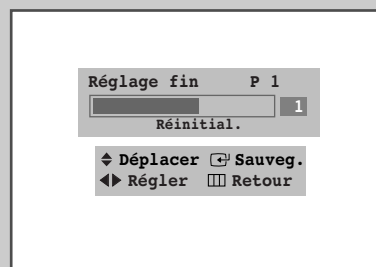 Réglage fin P 1
1
Réinitial.
Déplacer Sauveg.
Régler Retour